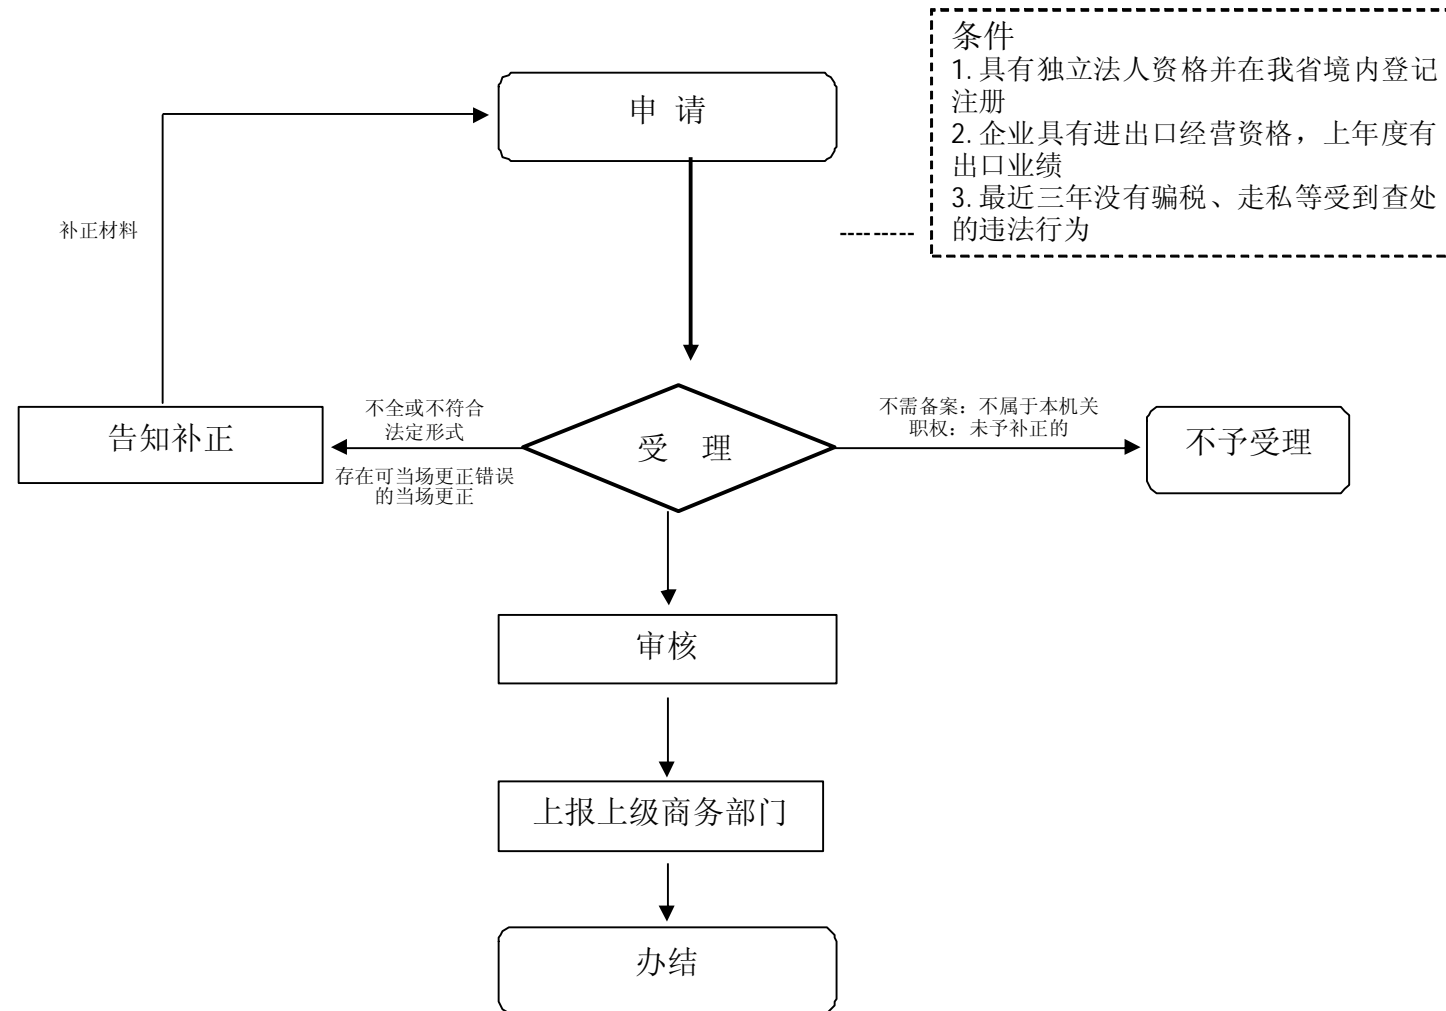 条件
1.具有独立法人资格并在我省境内登记
注册
2.企业具有进出口经营资格，上年度有
出口业绩
3.最近三年没有骗税、走私等受到查处
的违法行为
申 请
补正材料
不全或不符合
法定形式
存在可当场更正错误
的当场更正
告知补正
受 理
不需备案：不属于本机关
职权：未予补正的
不予受理
审核
上报上级商务部门
办结